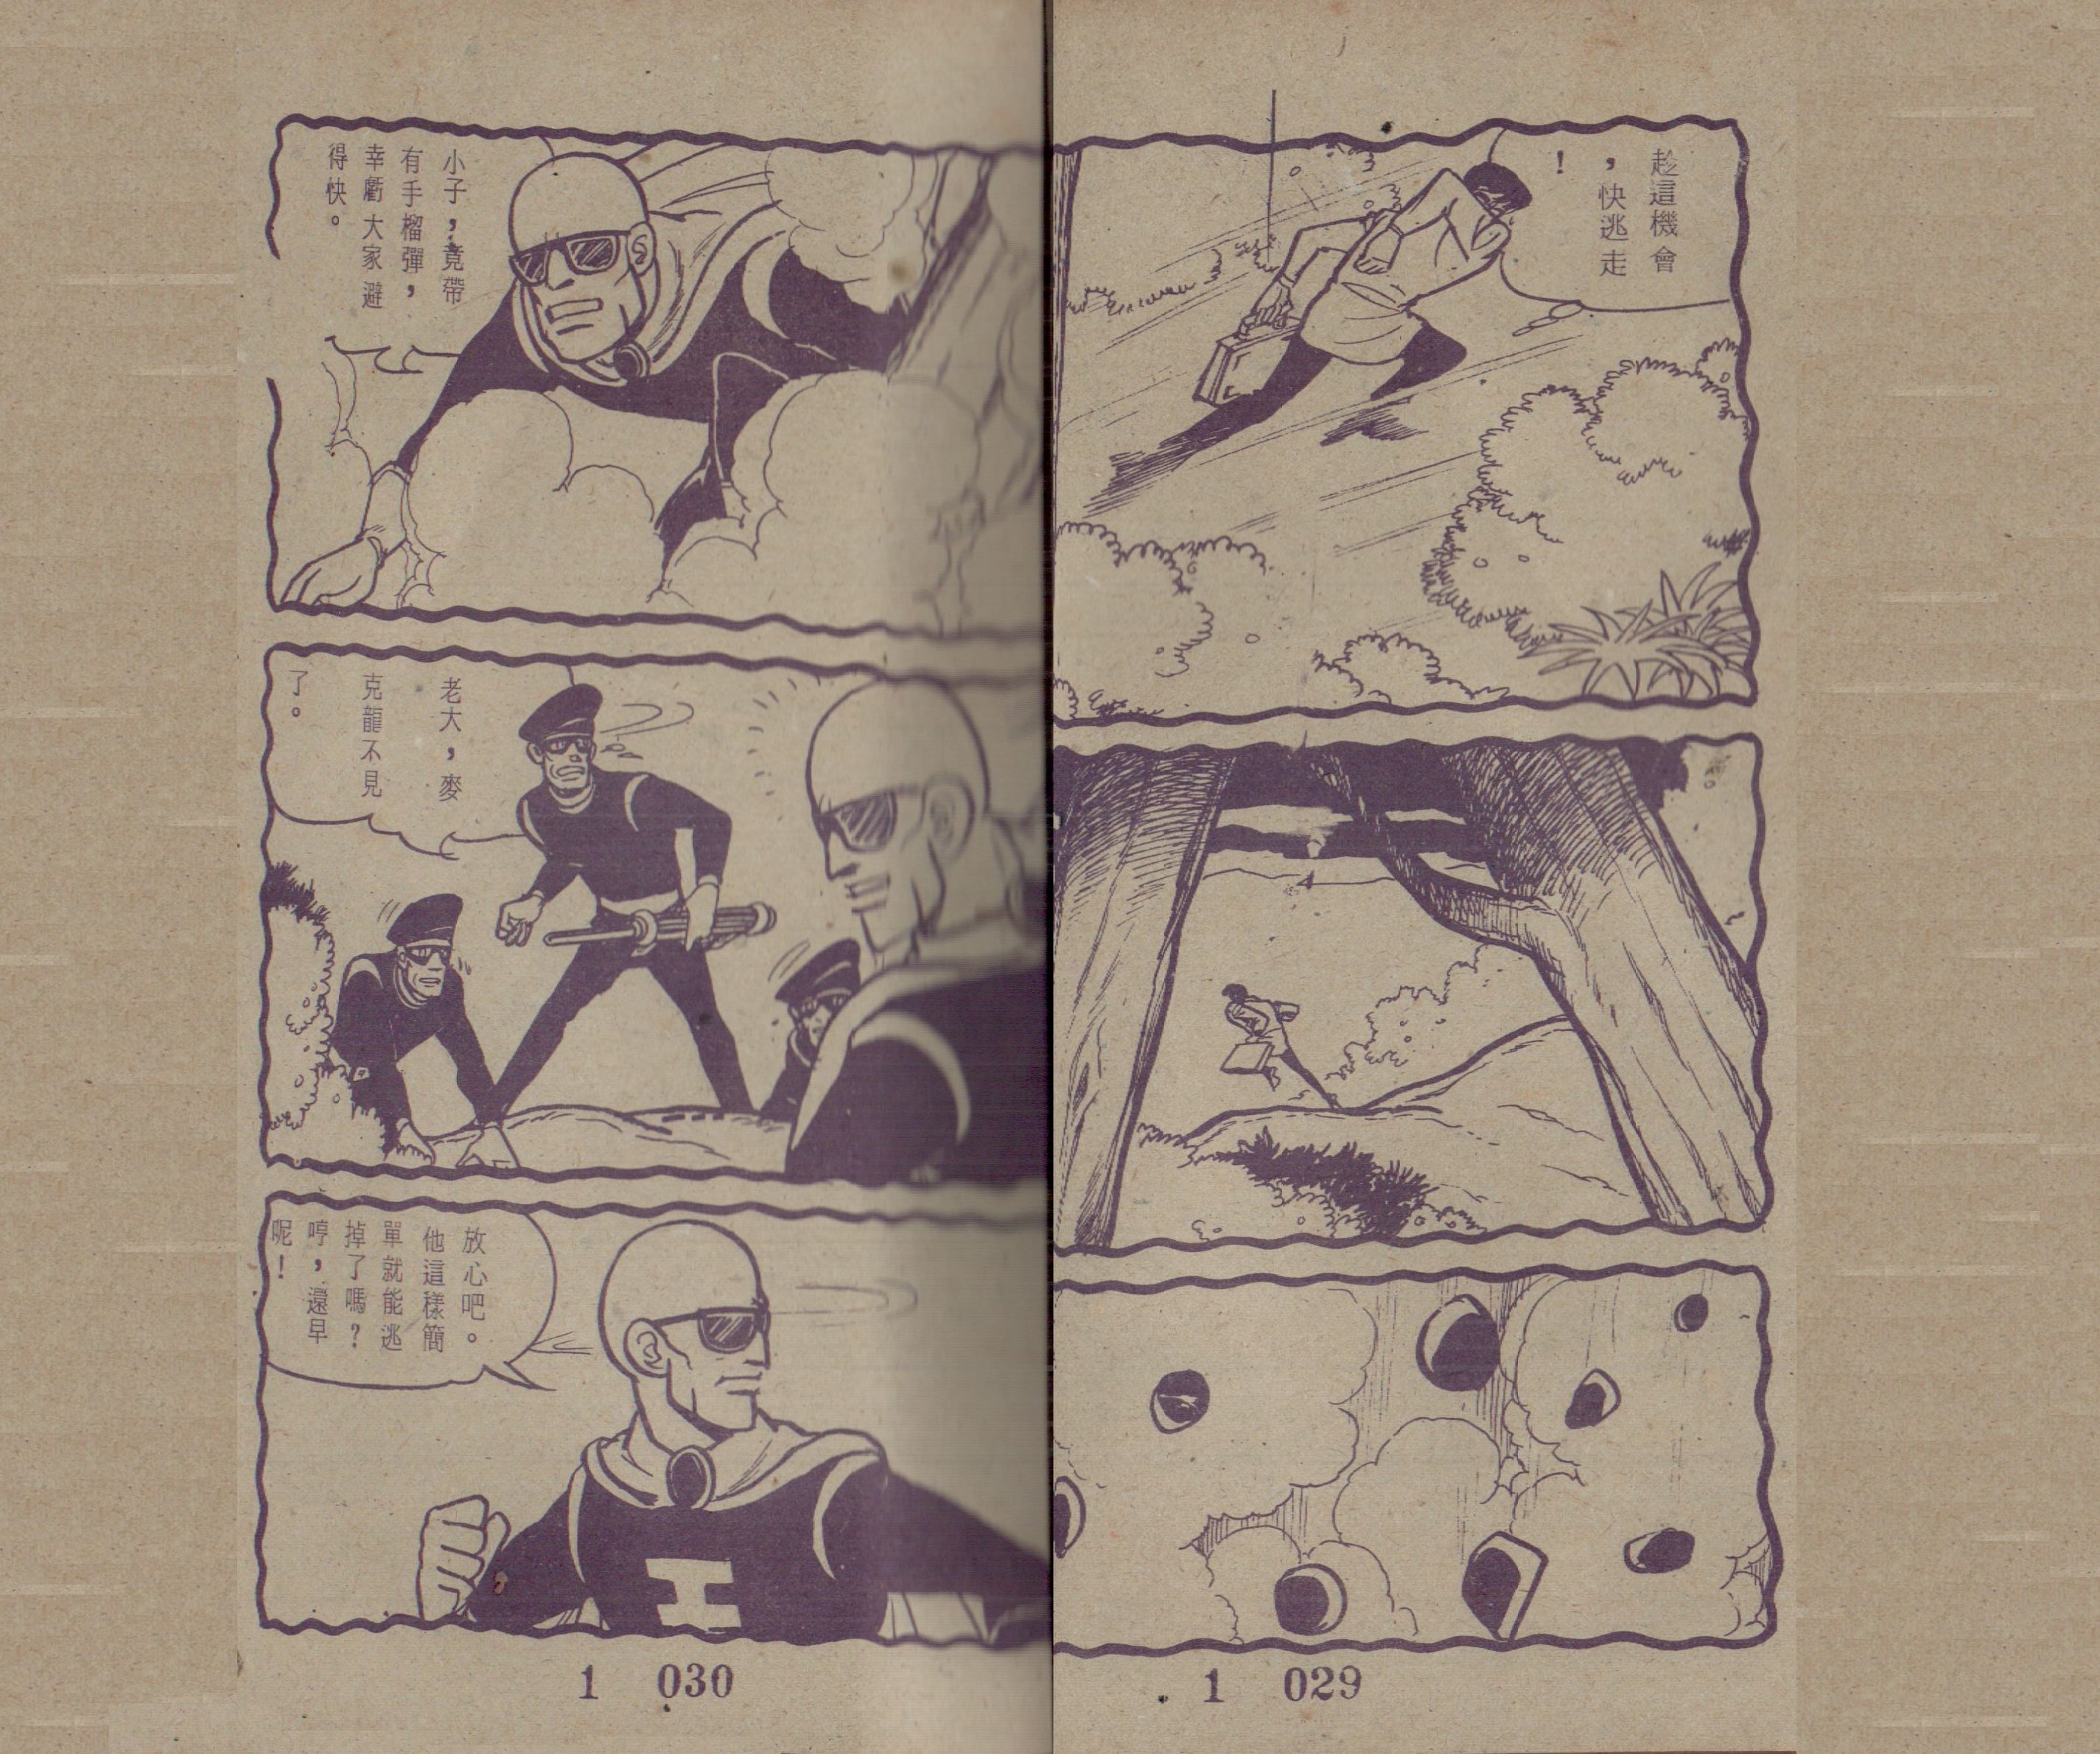 趁這機會
，快逃走
！
1 029
小子，竟帶
有手榴彈，
幸虧大家避
得快。
老大，麥
克龍不見
了。
放心吧。
他這樣簡
單就能逃
掉了嗎？
哼，還早
呢！
I
1 030